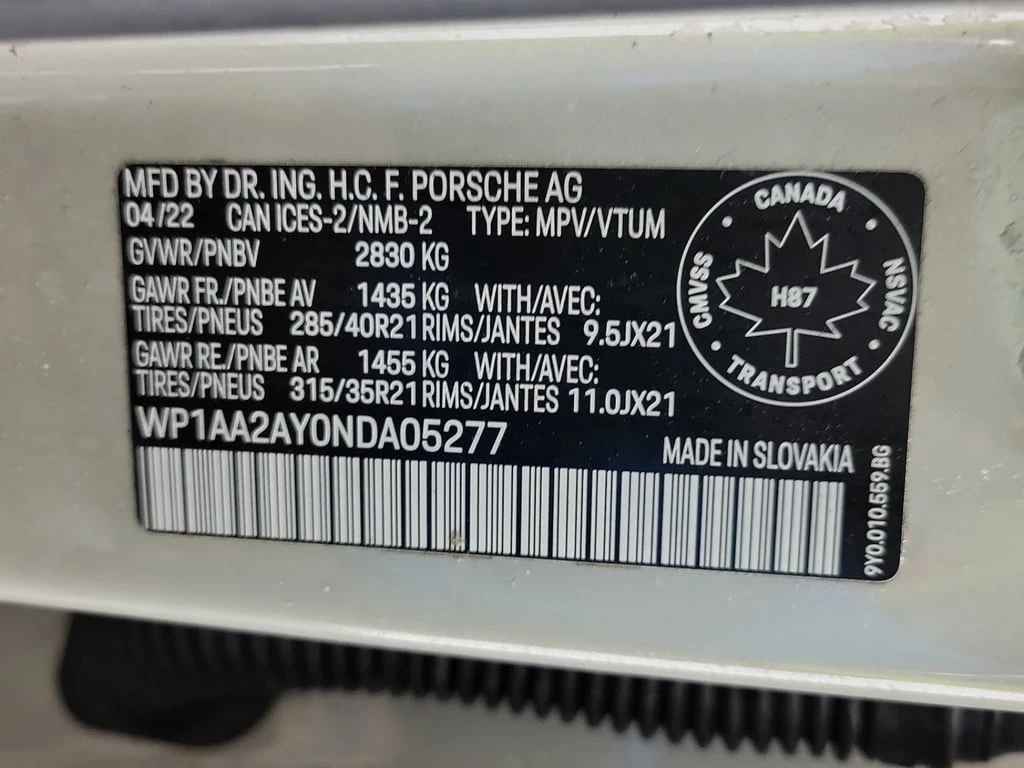 MFD BY DR. ING. H.C. F. PORSCHE AG
04/22 CAN ICES-2/NMB-2 TYPE: MPV/VTUM
GVWR/PNBV 2830 KG
GAWR FR./PNBE AV 1435 KG WITH/AVEC:
TIRES/PNEUS 285/40R21 RIMS/JANTES 9.5JX21
GAWR RE./PNBE AR 1455 KG WITH/AVEC:
TIRES/PNEUS 315/35R21 RIMS/JANTES 11.0JX21
WP1AA2AY0NDA05277
MADE IN SLOVAKIA
CANADA
CMVSS
NSVAC
H87
• TRANSPORT •
9Y0.010.559.BG